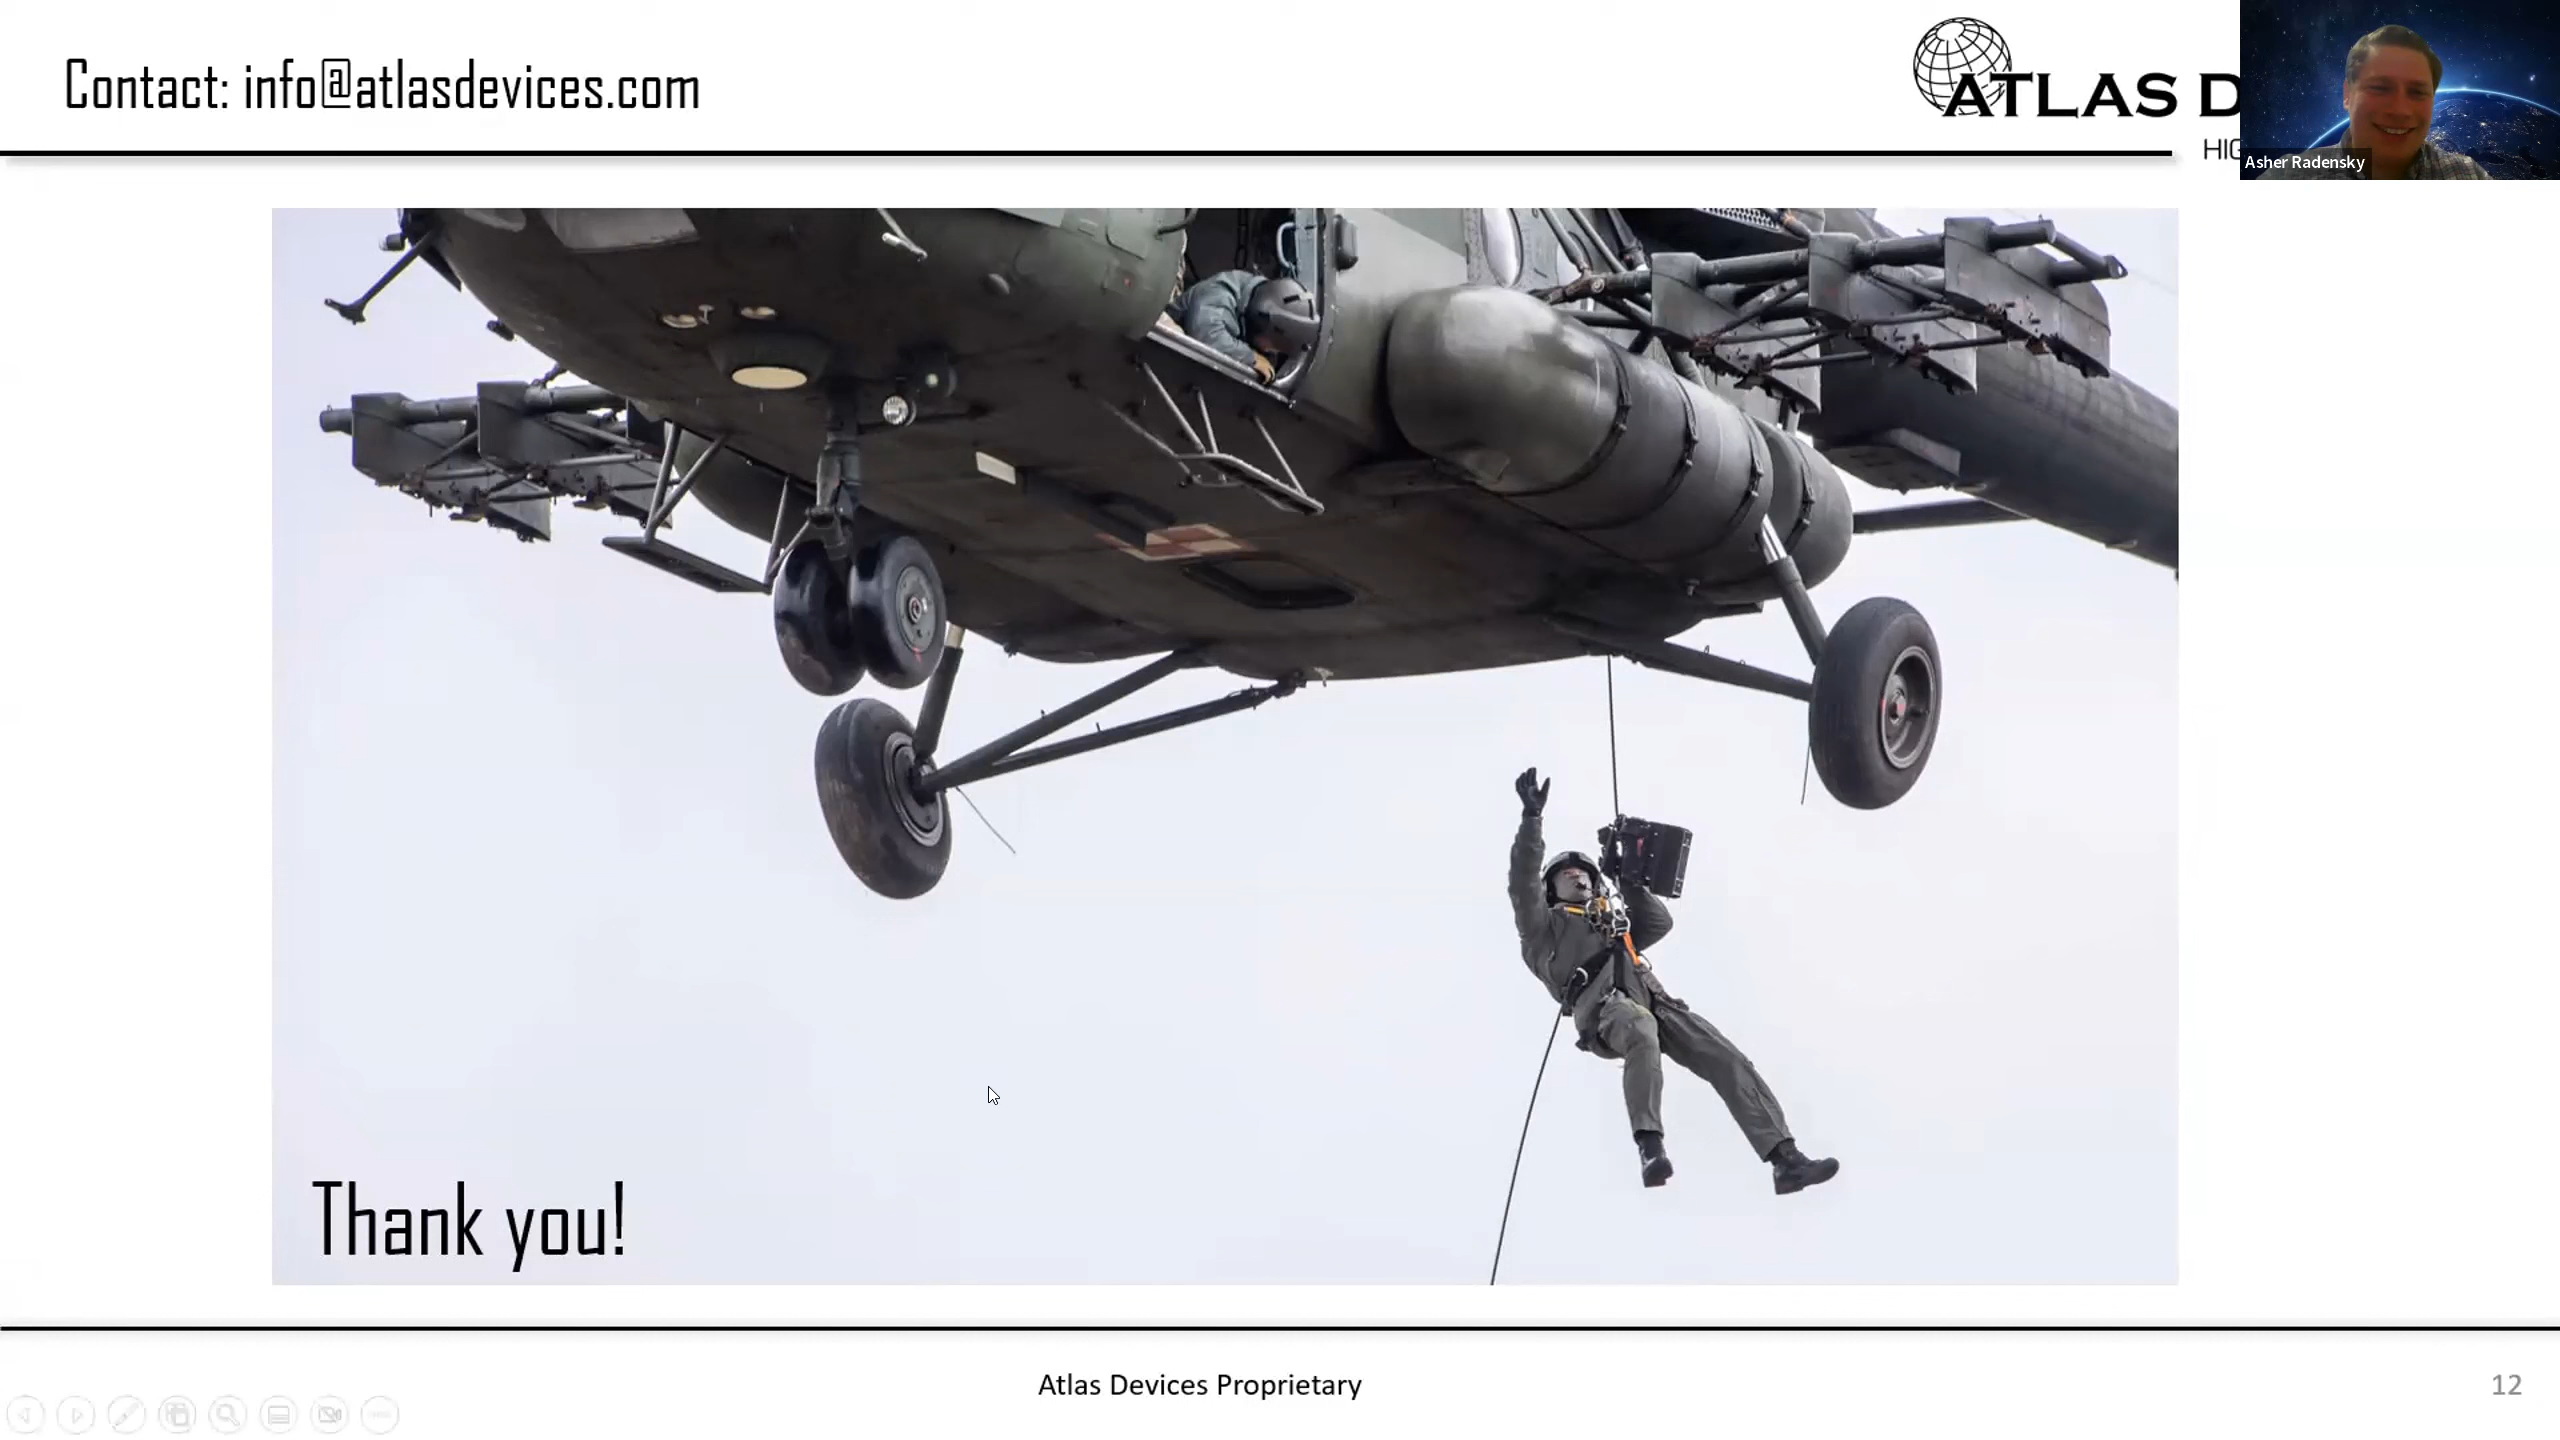 Contact: info@atlasdevices.com
ATLAS D
HIG
Asher Radensky
Thank you!
Atlas Devices Proprietary
12